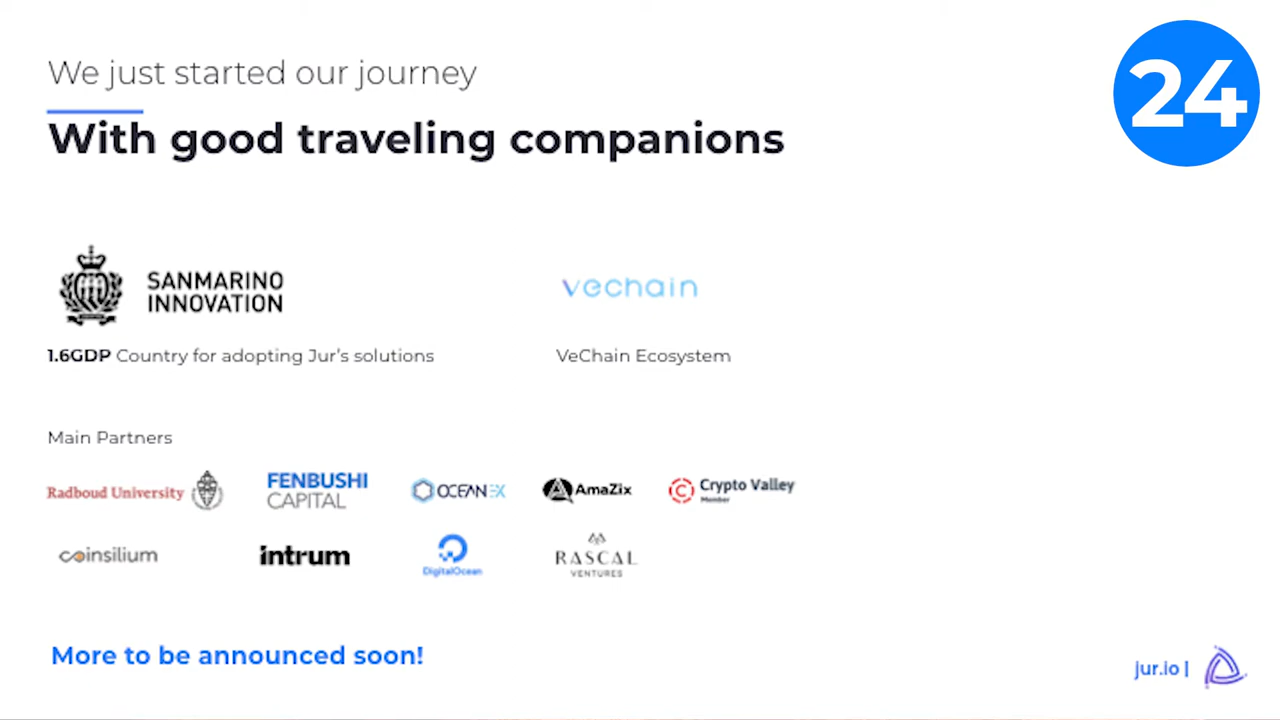 We just started our journey
24
With good traveling companions
SANMARINO
INNOVATION
vechain
1.6GDP Country for adopting Jur's solutions
VeChain Ecosystem
Main Partners
Radboud University
FENBUSHI
CAPITAL
OCEANEX
AmaZix
Crypto Valley
Member
coinsilium
intrum
DigitalOcean
RASCAL
VENTURES
More to be announced soon!
jur.io |